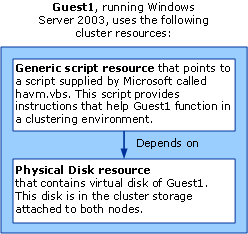 Guest1, running Windows
Server 2003, uses the following
cluster resources:
Generic script resource that points to
a script supplied by Microsoft called
havm.vbs. This script provides
instructions that help Guest1 function in
a clustering environment.
Depends on
Physical Disk resource
that contains virtual disk of Guest1.
This disk is in the cluster storage
attached to both nodes.